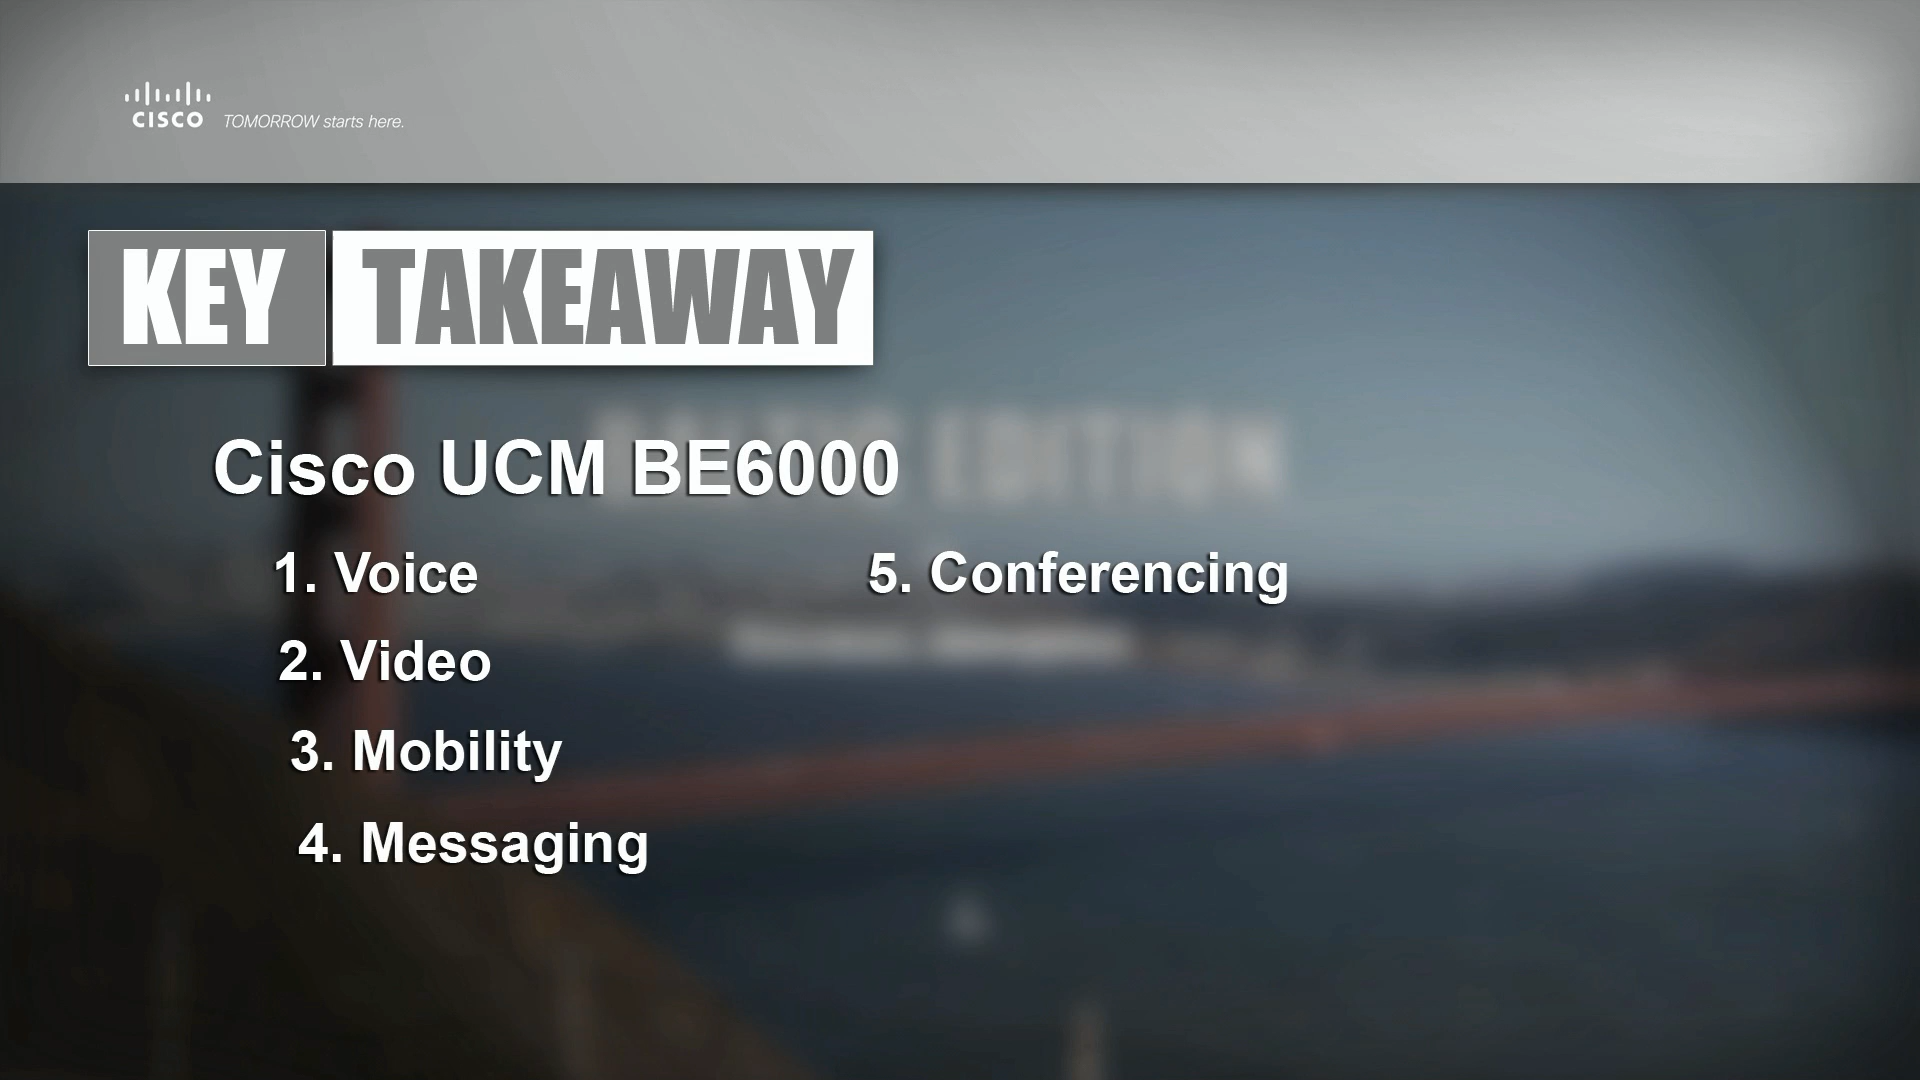 CISCO TOMORROW starts here.
KEY TAKEAWAY
Cisco UCM BE6000
EDITION
1. Voice
2. Video
3. Mobility
4. Messaging
5. Conferencing